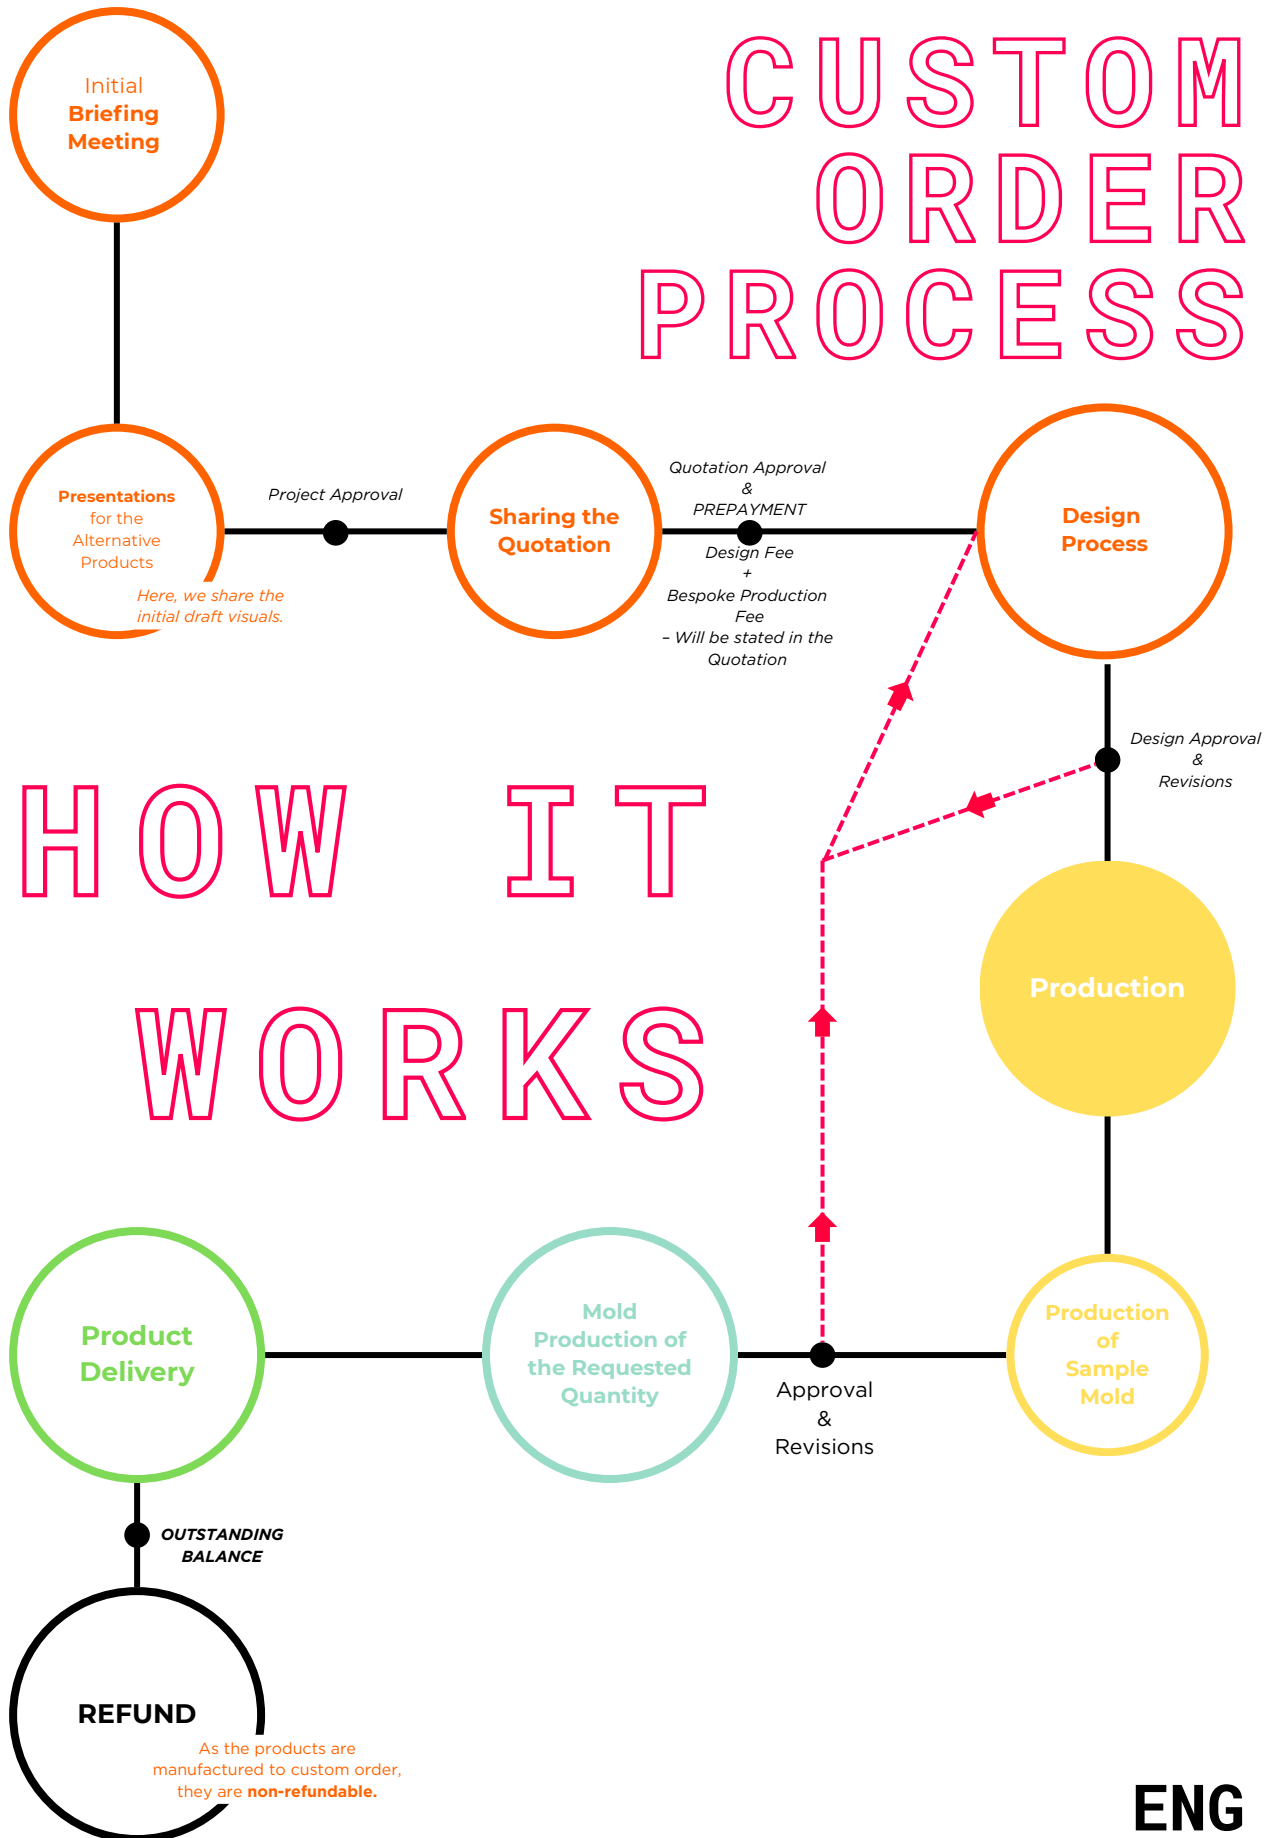 CUSTOM
ORDER
PROCESS
Initial
Briefing
Meeting
Presentations
for the
Alternative
Products
Here, we share the
initial draft visuals.
Project Approval
Sharing the
Quotation
Quotation Approval
&
PREPAYMENT
Design Fee
+
Bespoke Production
Fee
– Will be stated in the
Quotation
Design
Process
Design Approval
&
Revisions
HOW IT
WORKS
Production
Production
of
Sample
Mold
Approval
&
Revisions
Mold
Production of
the Requested
Quantity
Product
Delivery
OUTSTANDING
BALANCE
REFUND
As the products are
manufactured to custom order,
they are non-refundable.
ENG